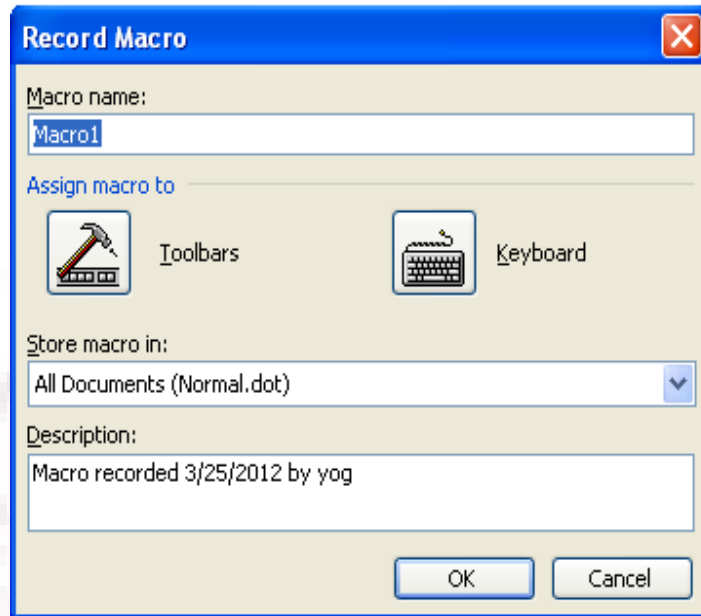 Record Macro
Macro name:
Macro1
Assign macro to
Toolbars Keyboard
Store macro in:
All Documents (Normal.dot)
Description:
Macro recorded 3/25/2012 by yog
OK Cancel